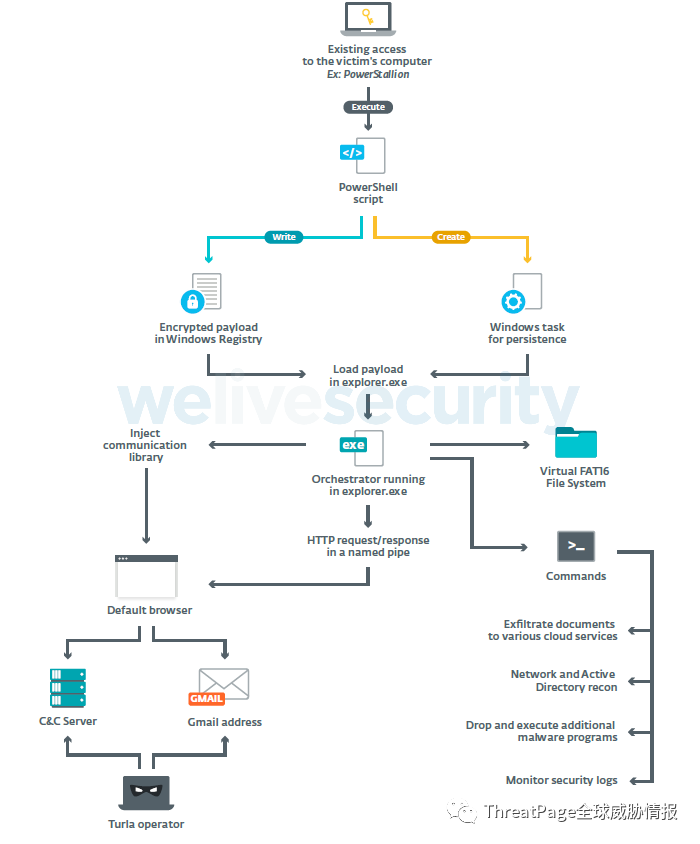 Existing access
to the victim's computer
Ex: PowerStallion
Execute
</>
PowerShell
script
Write
Create
Encrypted payload
in Windows Registry
Windows task
for persistence
Load payload
in explorer.exe
welivesecurity
Inject
communication
library
exe
Orchestrator running
in explorer.exe
Virtual FAT16
File System
HTTP request/response
in a named pipe
>_
Commands
Default browser
Exfiltrate documents
to various cloud services
Network and Active
Directory recon
GMAIL
C&C Server
Gmail address
Drop and execute additional
malware programs
Monitor security logs
Turla operator
ThreatPage全球威胁情报